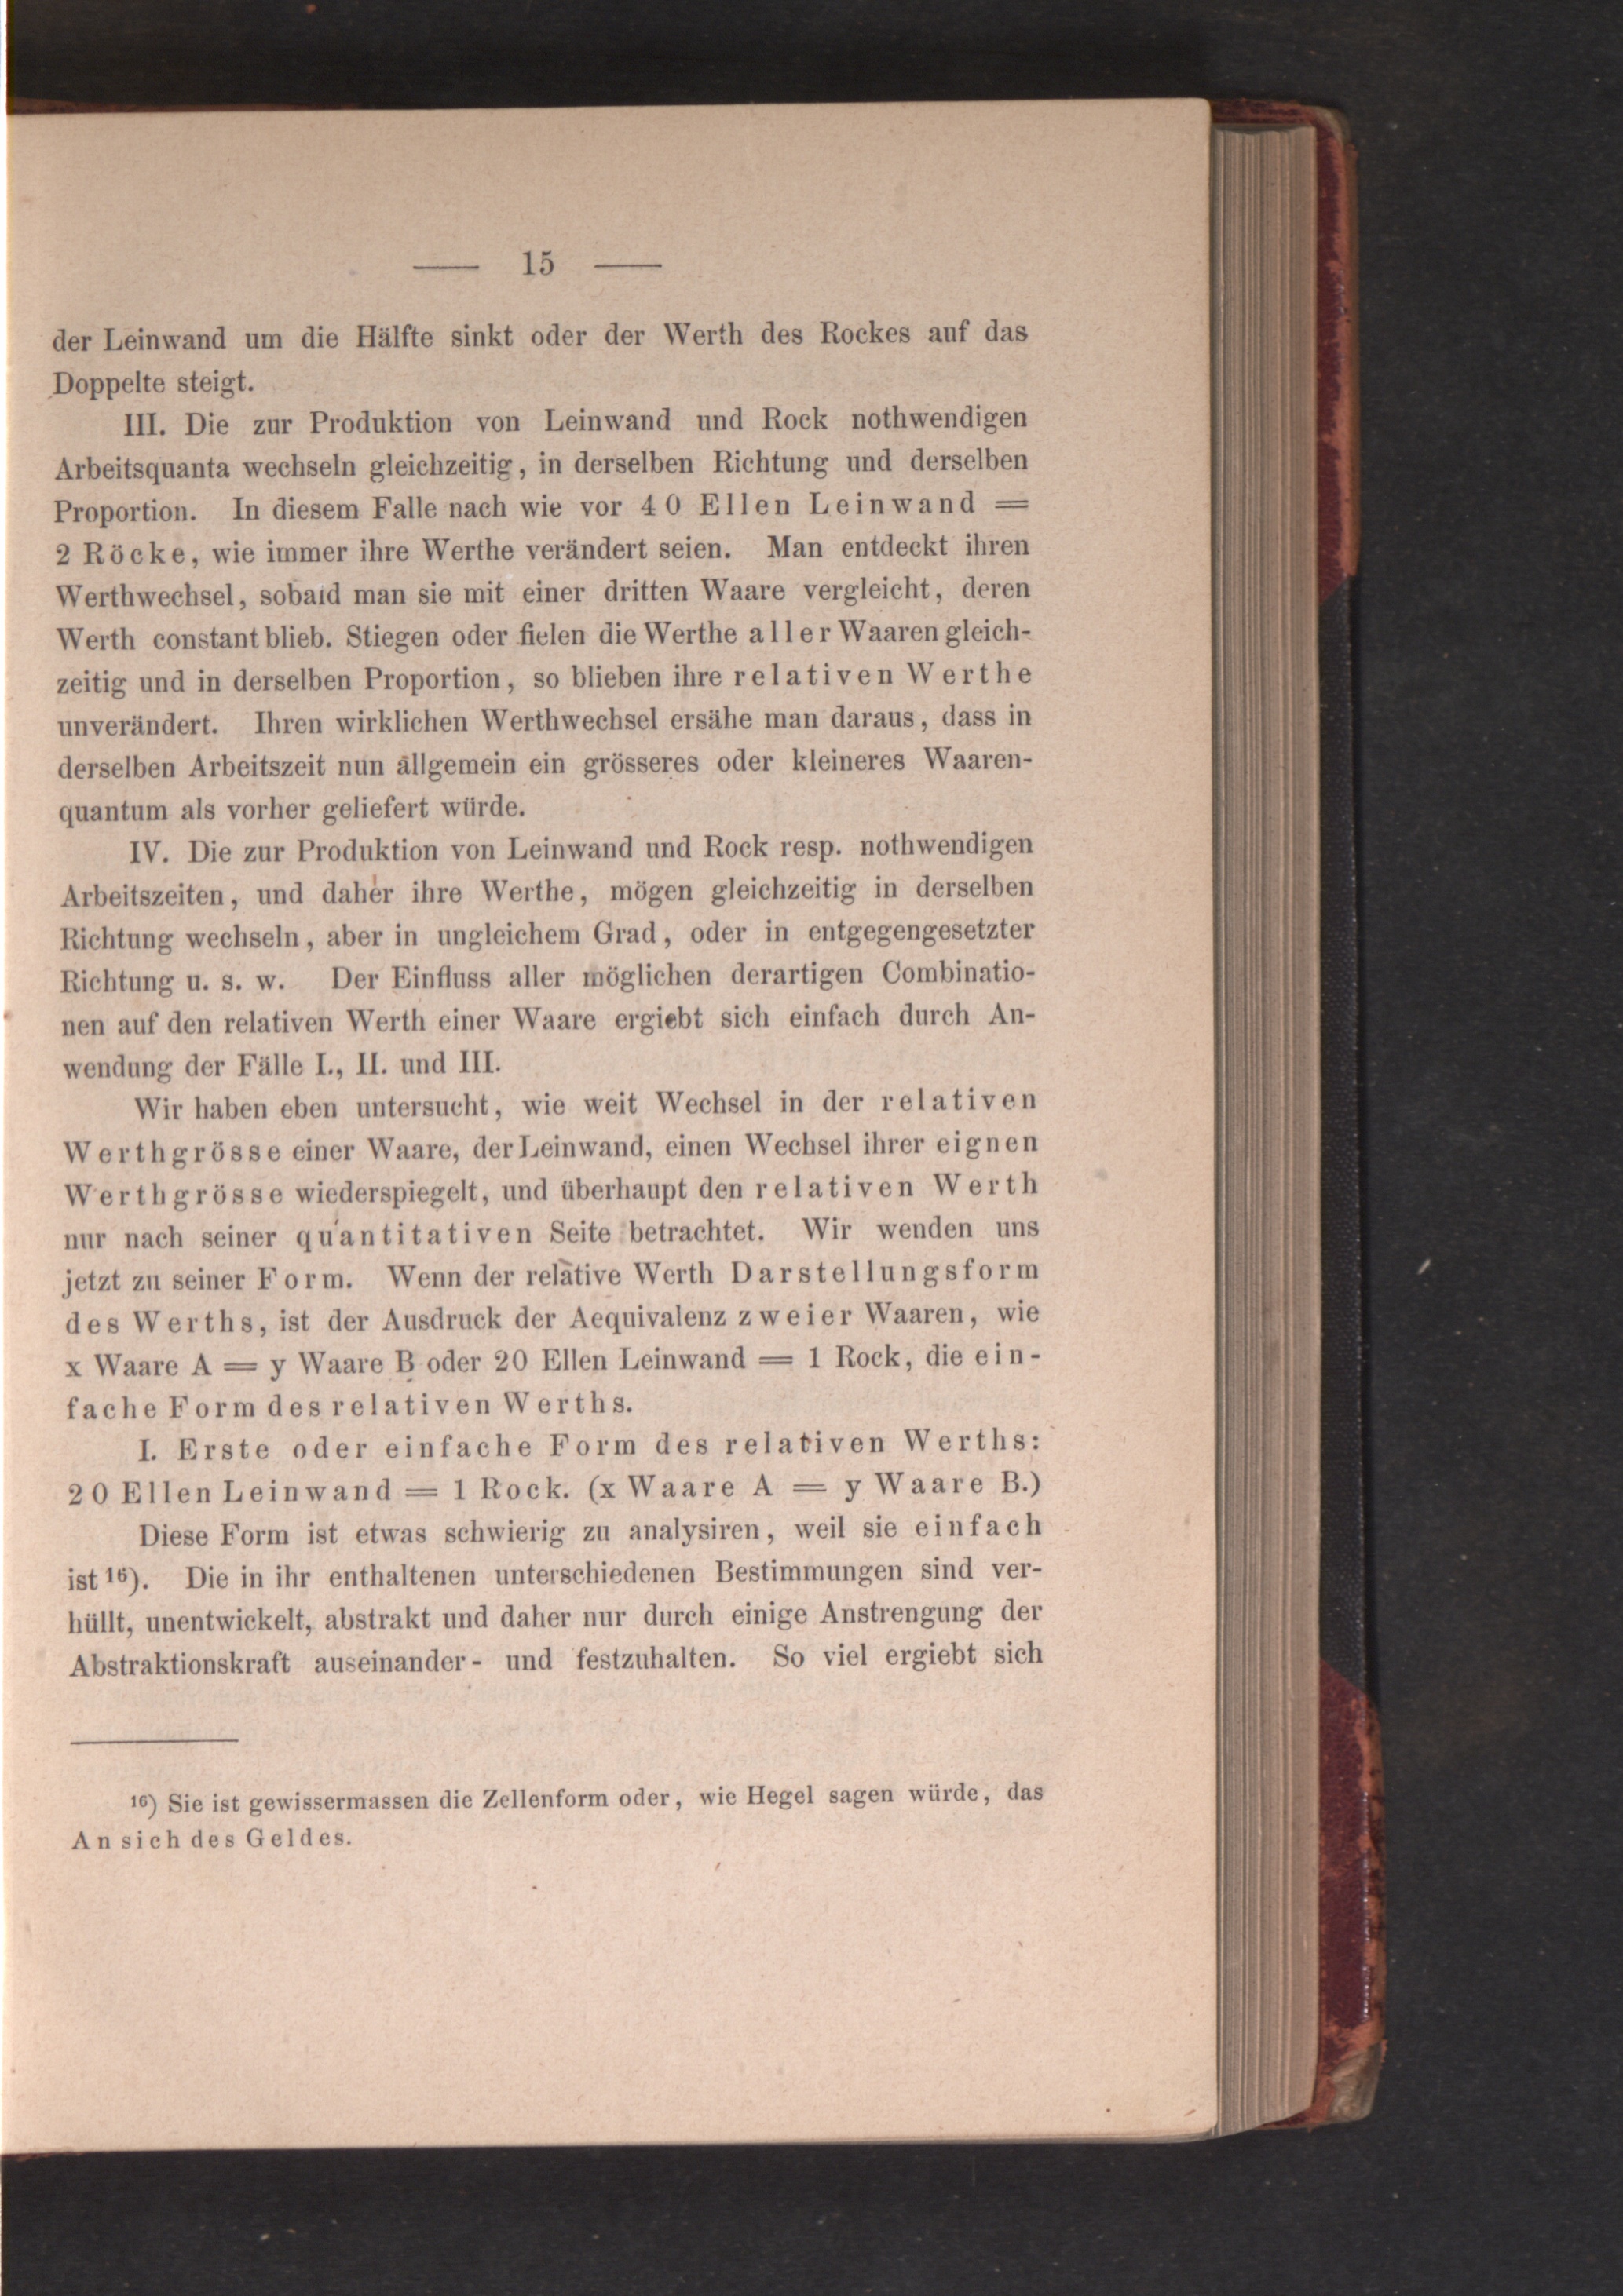 — 15 —
der Leinwand um die Hälfte sinkt oder der Werth des Rockes auf das
Doppelte steigt.
III. Die zur Produktion von Leinwand und Rock nothwendigen
Arbeitsquanta wechseln gleichzeitig, in derselben Richtung und derselben
Proportion. In diesem Falle nach wie vor 40 Ellen Leinwand =
2 Röcke, wie immer ihre Werthe verändert seien. Man entdeckt ihren
Werthwechsel, sobald man sie mit einer dritten Waare vergleicht, deren
Werth constant blieb. Stiegen oder fielen die Werthe aller Waaren gleich-
zeitig und in derselben Proportion, so blieben ihre relativen Werthe
unverändert. Ihren wirklichen Werthwechsel ersähe man daraus, dass in
derselben Arbeitszeit nun allgemein ein grösseres oder kleineres Waaren-
quantum als vorher geliefert würde.
IV. Die zur Produktion von Leinwand und Rock resp. nothwendigen
Arbeitszeiten, und daher ihre Werthe, mögen gleichzeitig in derselben
Richtung wechseln, aber in ungleichem Grad, oder in entgegengesetzter
Richtung u. s. w. Der Einfluss aller möglichen derartigen Combinatio-
nen auf den relativen Werth einer Waare ergiebt sich einfach durch An-
wendung der Fälle I., II. und III.
Wir haben eben untersucht, wie weit Wechsel in der relativen
Werthgrösse einer Waare, der Leinwand, einen Wechsel ihrer eignen
Werthgrösse wiederspiegelt, und überhaupt den relativen Werth
nur nach seiner quantitativen Seite betrachtet. Wir wenden uns
jetzt zu seiner Form. Wenn der relative Werth Darstellungsform
des Werths, ist der Ausdruck der Aequivalenz zweier Waaren, wie
x Waare A = y Waare B oder 20 Ellen Leinwand = 1 Rock, die ein-
fache Form des relativen Werths.
I. Erste oder einfache Form des relativen Werths:
20 Ellen Leinwand = 1 Rock. (x Waare A = y Waare B.)
Diese Form ist etwas schwierig zu analysiren, weil sie einfach
ist 16). Die in ihr enthaltenen unterschiedenen Bestimmungen sind ver-
hüllt, unentwickelt, abstrakt und daher nur durch einige Anstrengung der
Abstraktionskraft auseinander- und festzuhalten. So viel ergiebt sich
16) Sie ist gewissermassen die Zellenform oder, wie Hegel sagen würde, das
An sich des Geldes.